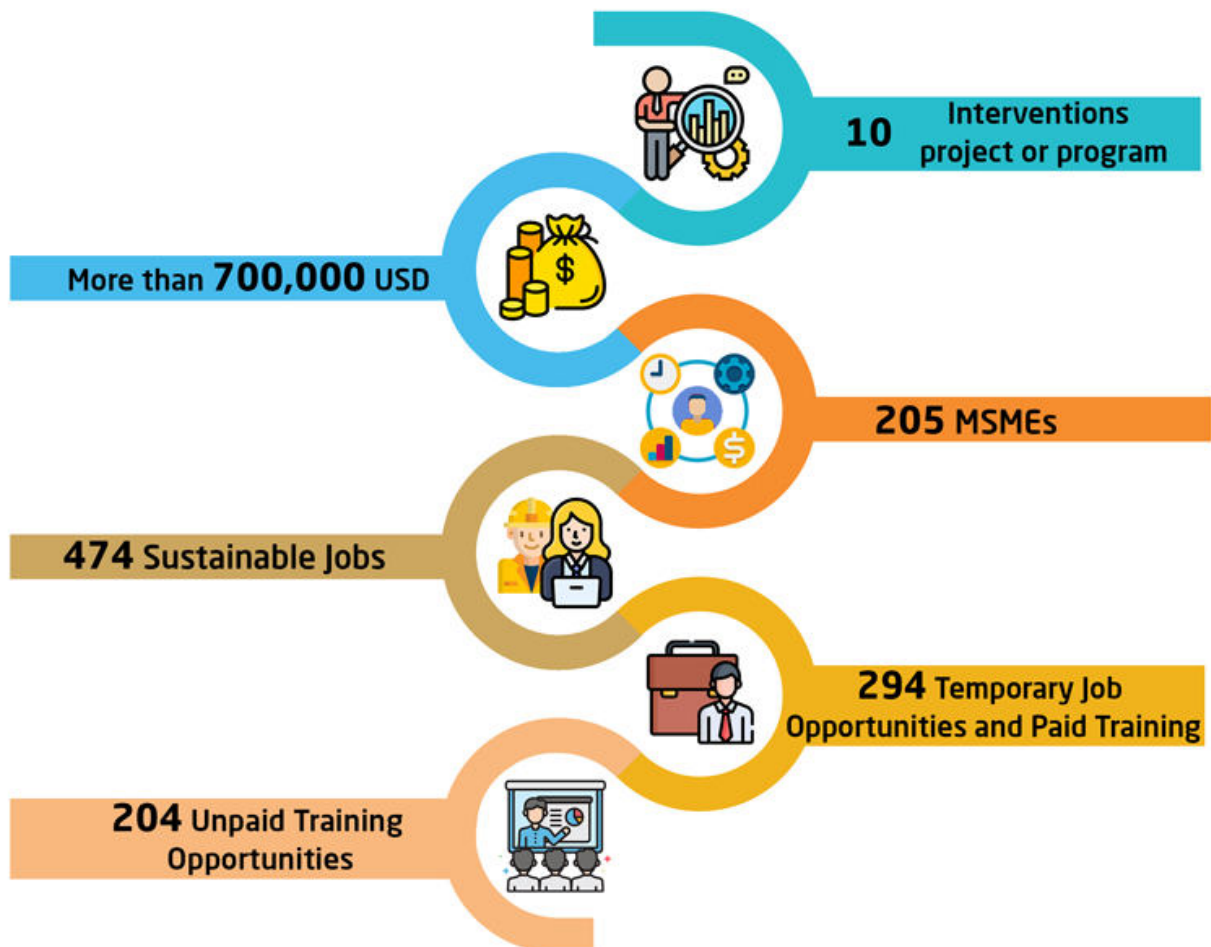 10 Interventions
project or program
More than 700,000 USD
205 MSMEs
474 Sustainable Jobs
294 Temporary Job
Opportunities and Paid Training
204 Unpaid Training
Opportunities